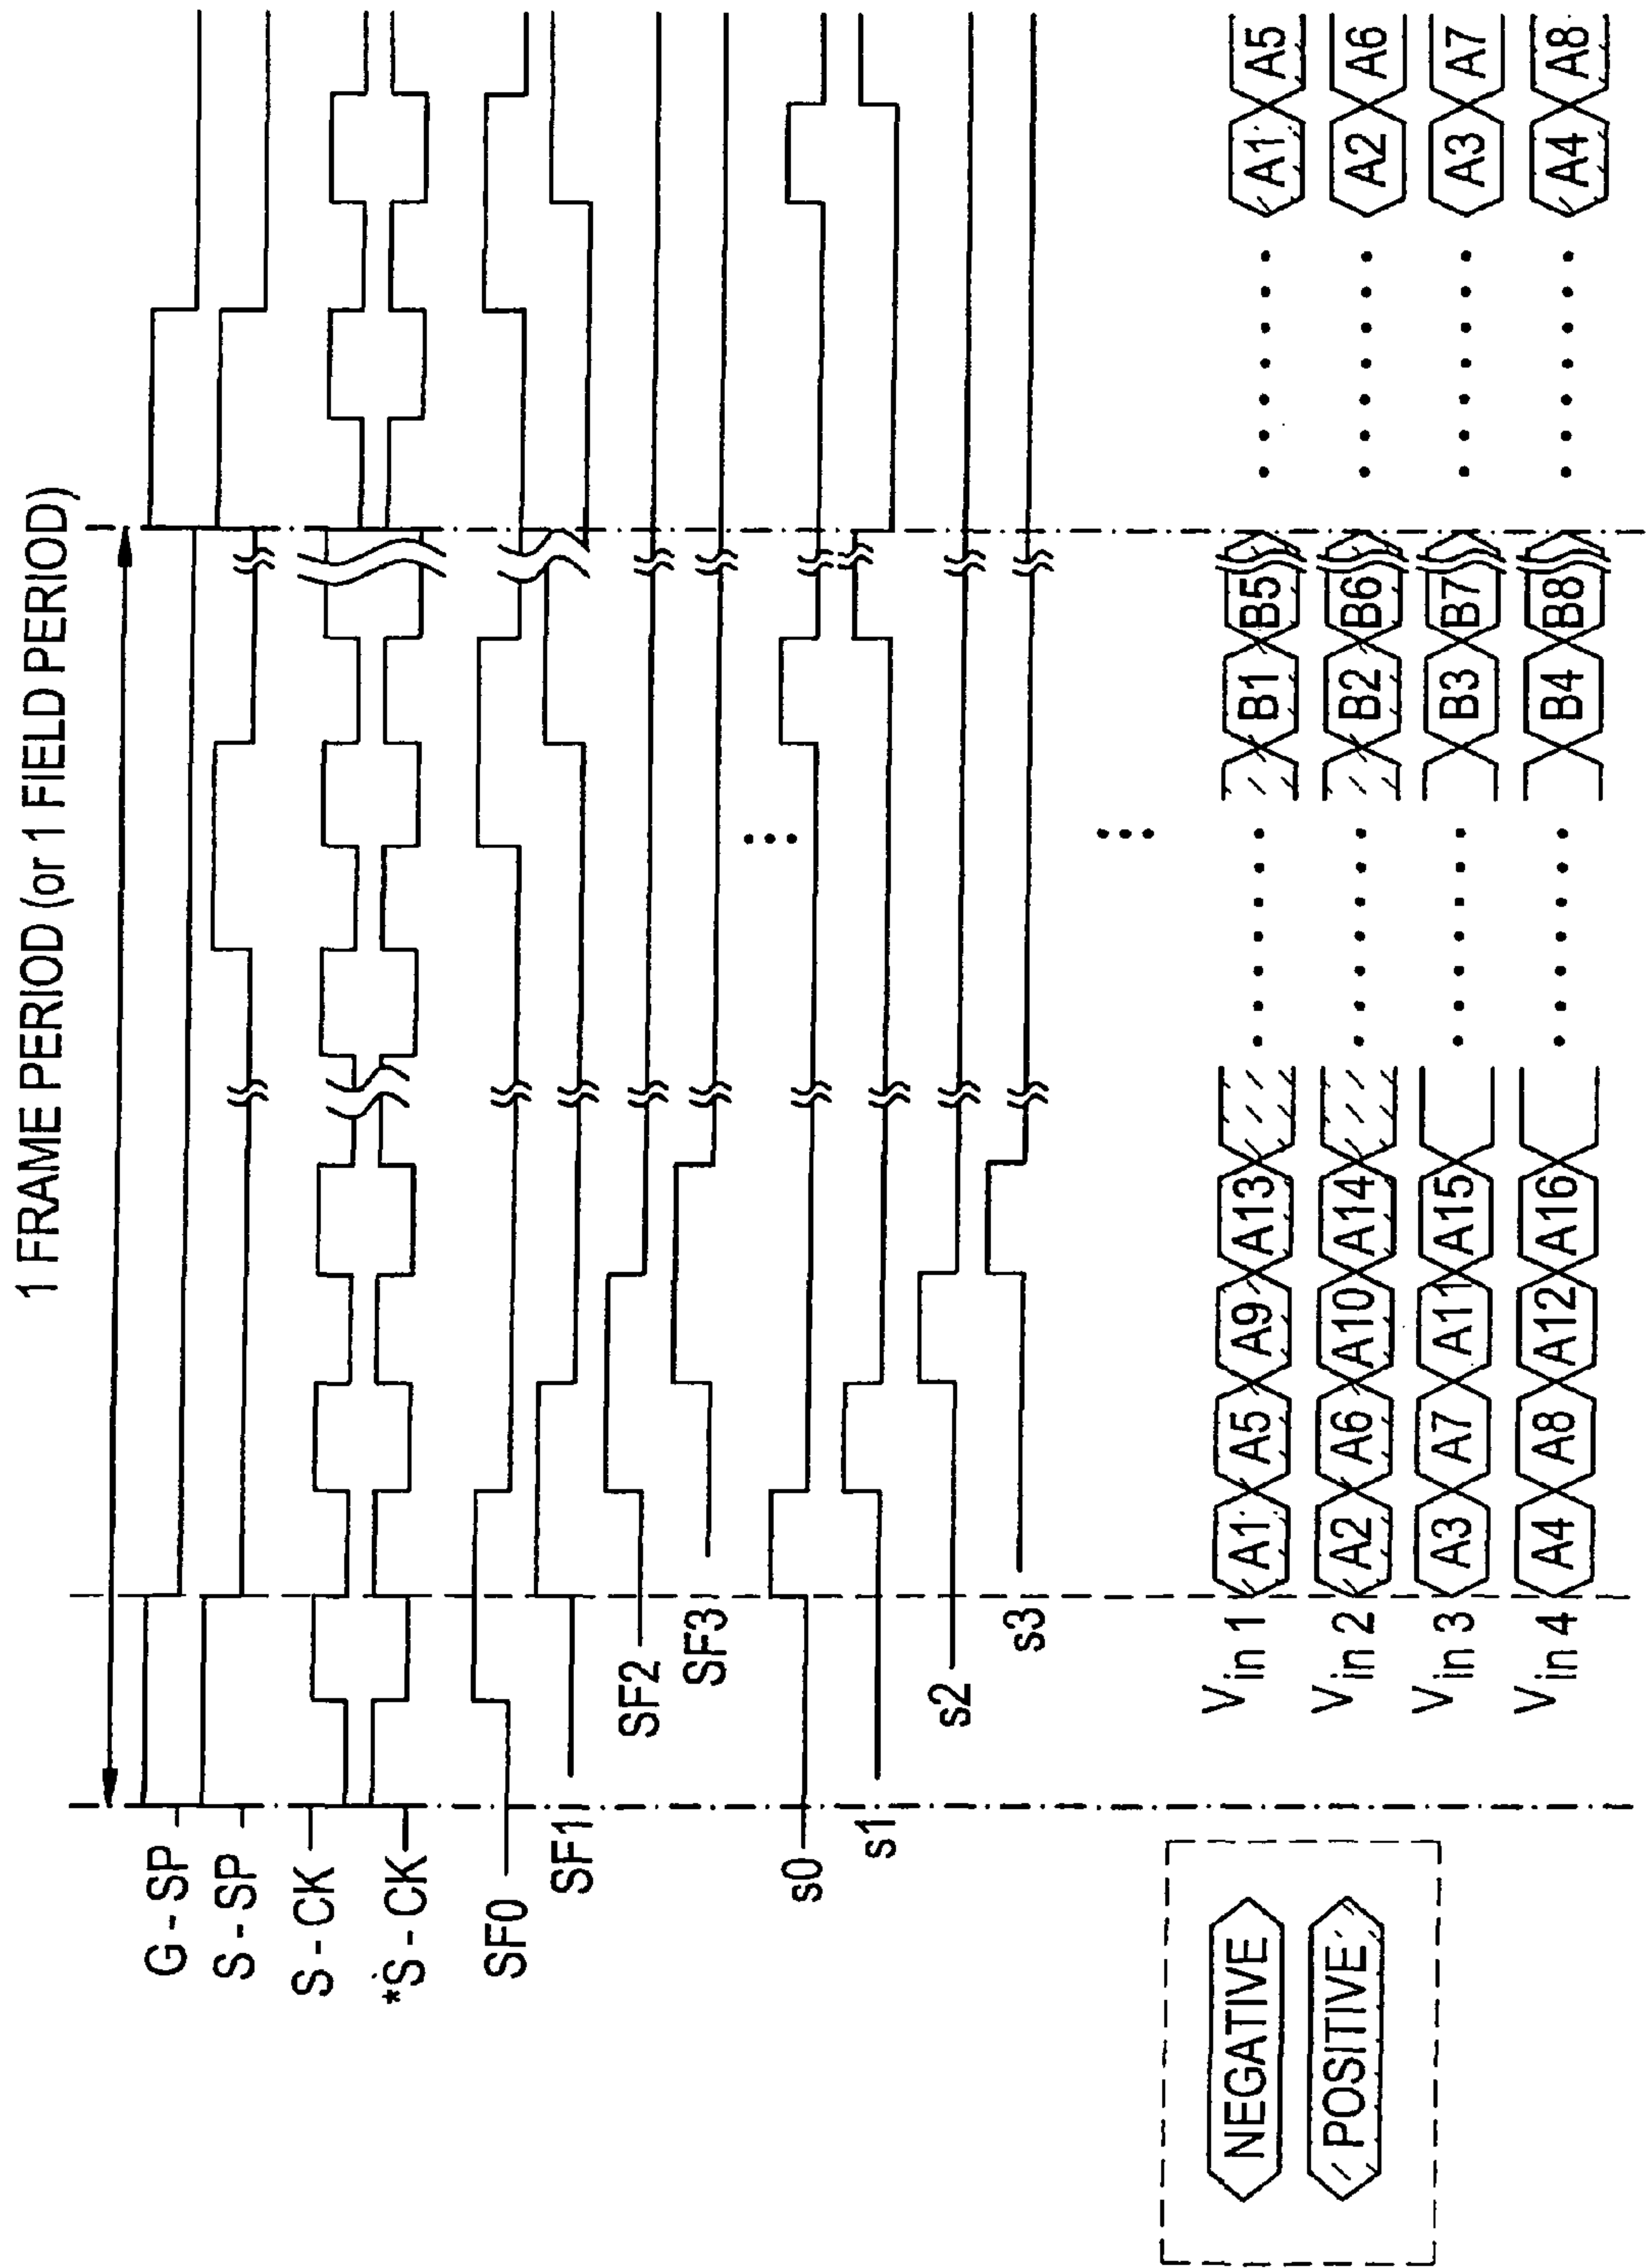 1 FRAME PERIOD (or 1 FIELD PERIOD)
G - SP
S - SP
S - CK
*S - CK
SF0
SF1
SF2
SF3
s0
s1
s2
s3
Vin 1 A1 A5 A9 A13 B1 B5 A1 A5
Vin 2 A2 A6 A10 A14 B2 B6 A2 A6
Vin 3 A3 A7 A11 A15 B3 B7 A3 A7
Vin 4 A4 A8 A12 A16 B4 B8 A4 A8
NEGATIVE
POSITIVE